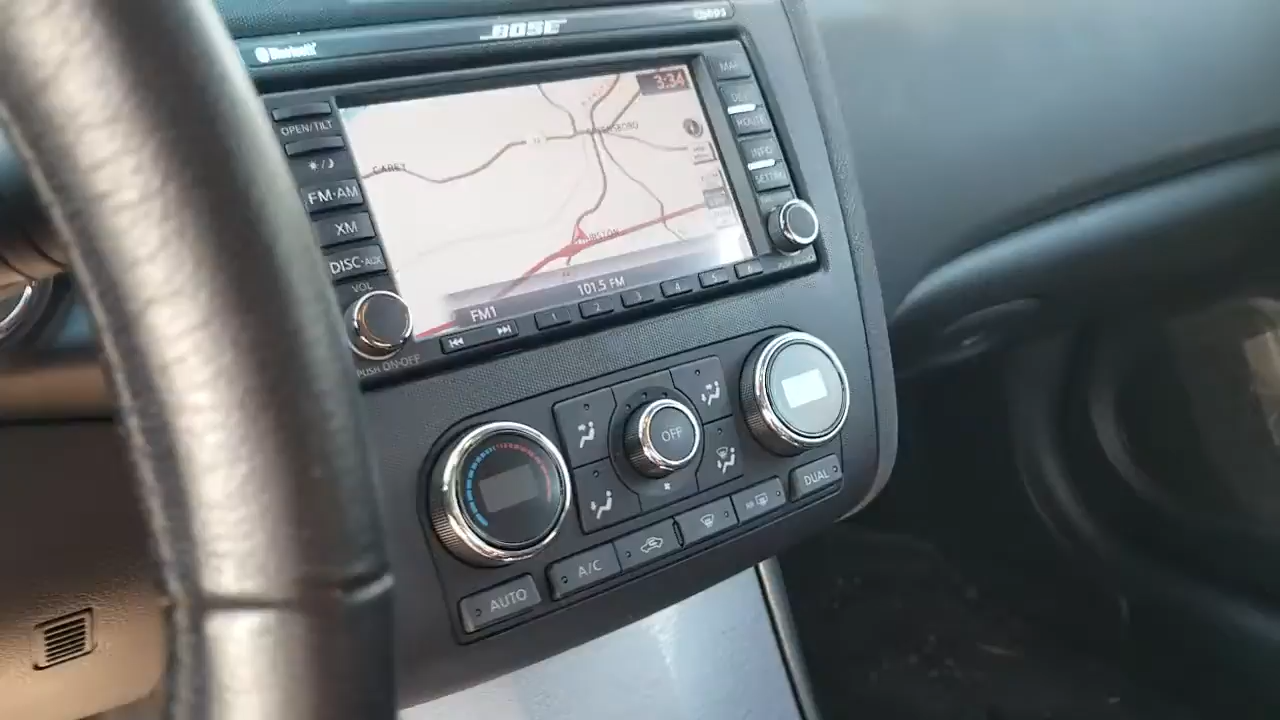 BOSE
Bluetooth
MAP
3:34
OPEN/TILT
DEST
ROUTE
CAREY
INFO
SETTING
FM·AM
XM
DISC·AUX
VOL
101.5 FM
FM1
1 2 3 4 5 6
PUSH ON·OFF
OFF
DUAL
A/C
AUTO